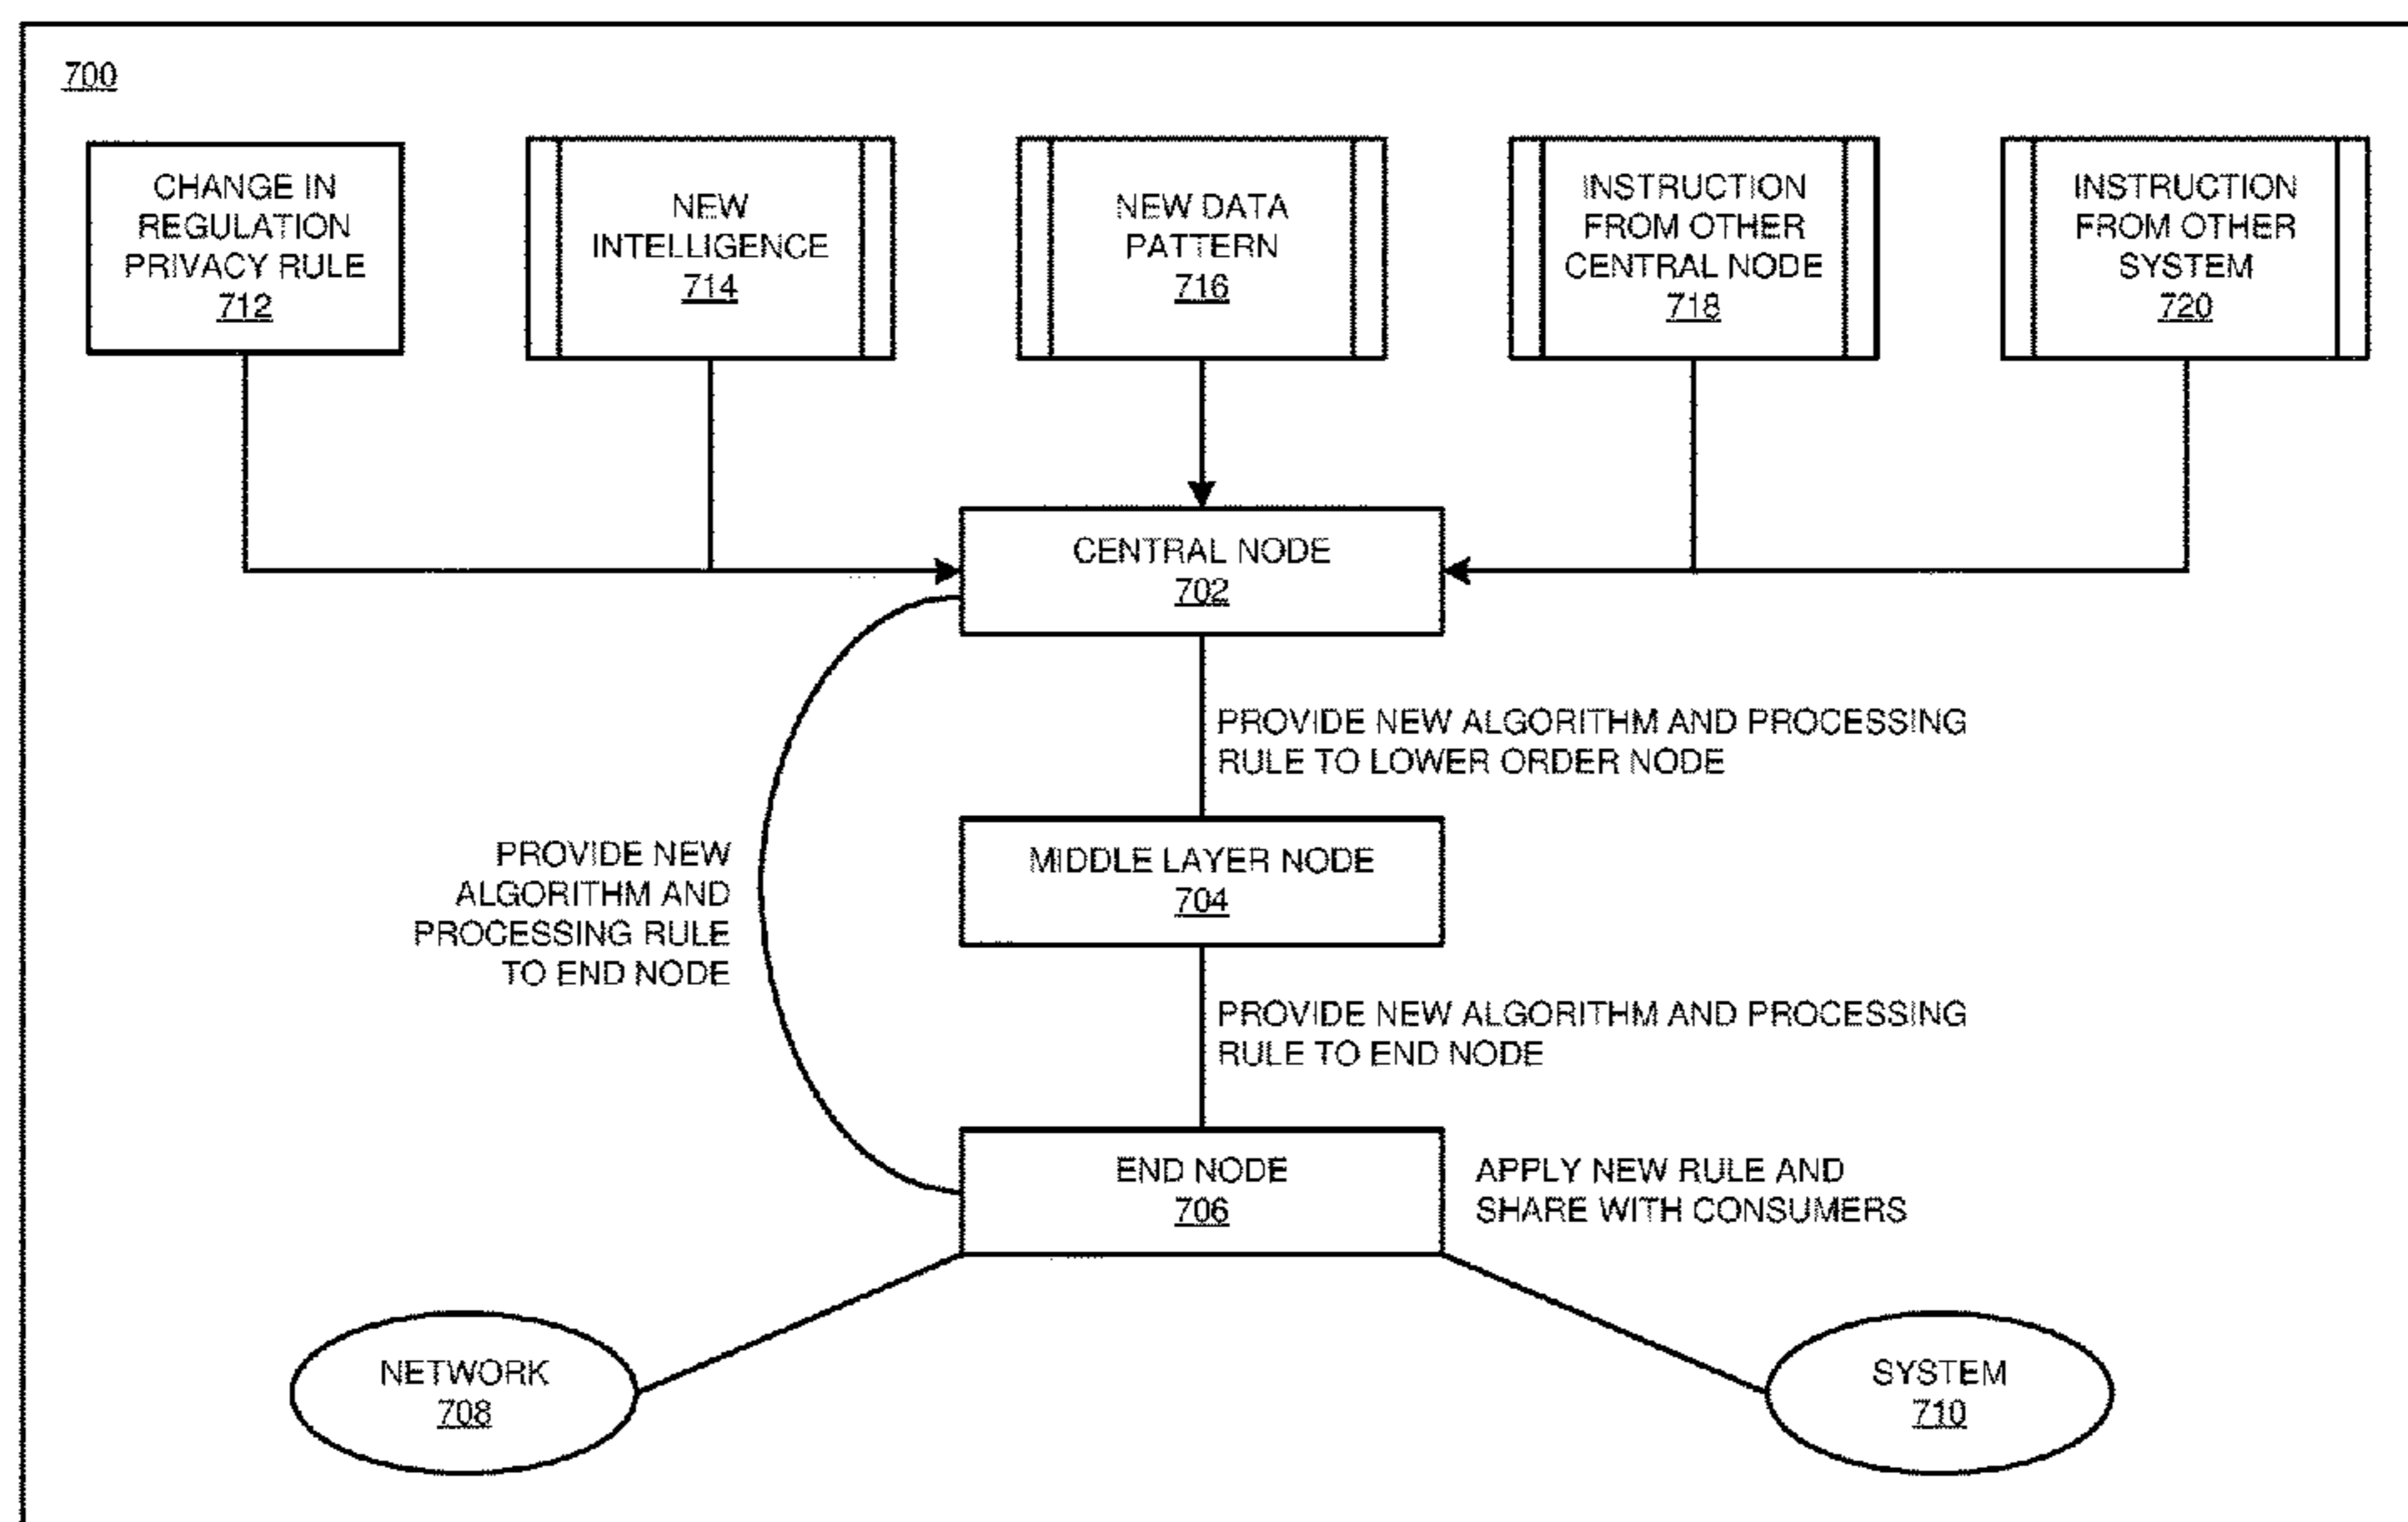 700
CHANGE IN
REGULATION
PRIVACY RULE
712
NEW
INTELLIGENCE
714
NEW DATA
PATTERN
716
INSTRUCTION
FROM OTHER
CENTRAL NODE
718
INSTRUCTION
FROM OTHER
SYSTEM
720
CENTRAL NODE
702
PROVIDE NEW ALGORITHM AND PROCESSING
RULE TO LOWER ORDER NODE
PROVIDE NEW
ALGORITHM AND
PROCESSING RULE
TO END NODE
MIDDLE LAYER NODE
704
PROVIDE NEW ALGORITHM AND PROCESSING
RULE TO END NODE
END NODE
706
APPLY NEW RULE AND
SHARE WITH CONSUMERS
NETWORK
708
SYSTEM
710